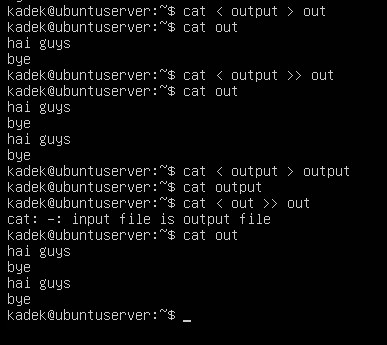 kadek@ubuntuserver:~$ cat < output > out
kadek@ubuntuserver:~$ cat out
hai guys
bye
kadek@ubuntuserver:~$ cat < output >> out
kadek@ubuntuserver:~$ cat out
hai guys
bye
hai guys
bye
kadek@ubuntuserver:~$ cat < output > output
kadek@ubuntuserver:~$ cat output
kadek@ubuntuserver:~$ cat < out >> out
cat: -: input file is output file
kadek@ubuntuserver:~$ cat out
hai guys
bye
hai guys
bye
kadek@ubuntuserver:~$ _